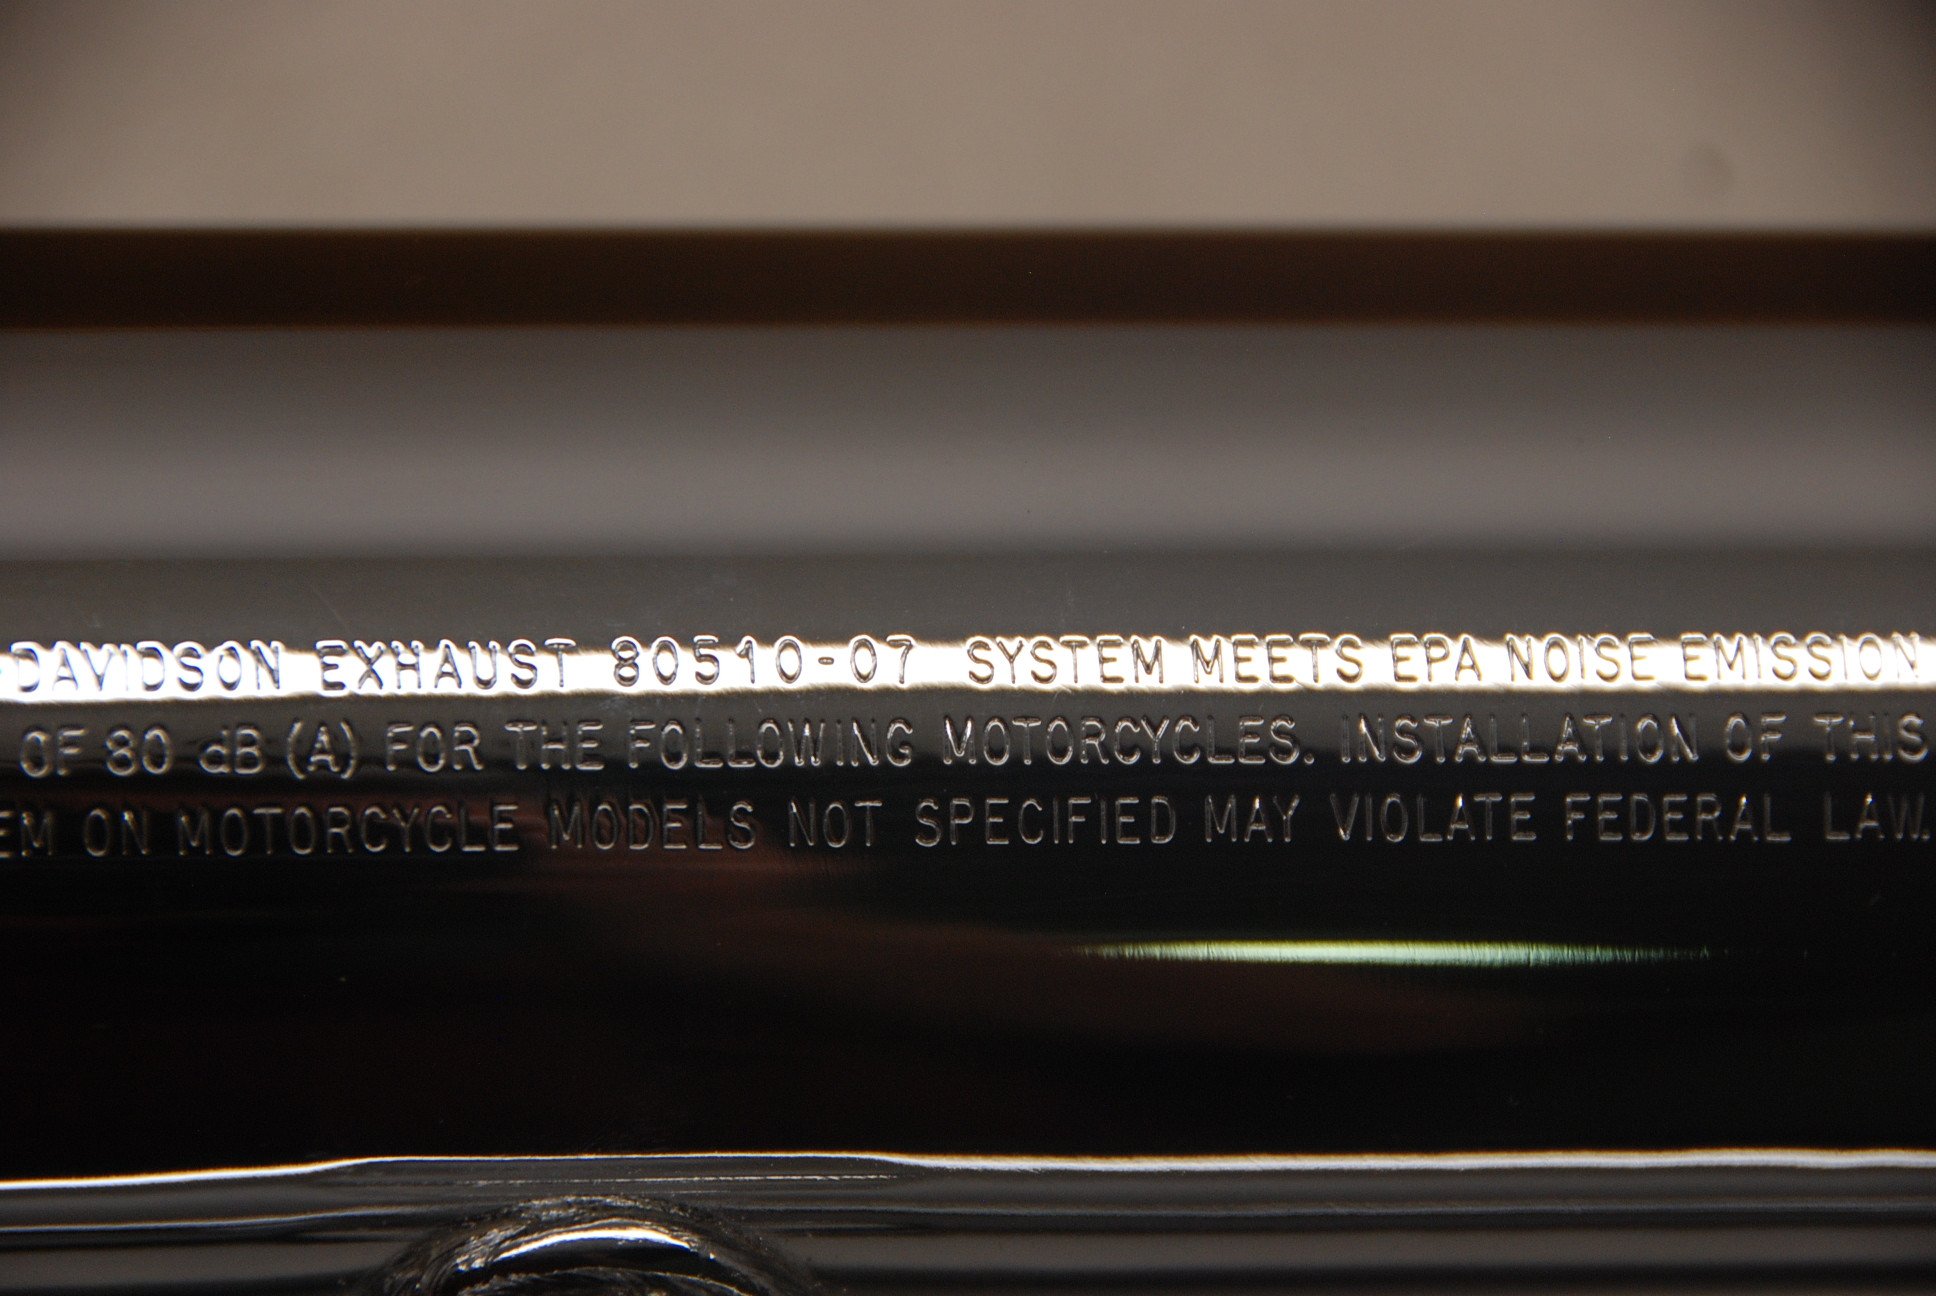 -DAVIDSON EXHAUST 80510-07 SYSTEM MEETS EPA NOISE EMISSION
OF 80 dB (A) FOR THE FOLLOWING MOTORCYCLES. INSTALLATION OF THIS
EM ON MOTORCYCLE MODELS NOT SPECIFIED MAY VIOLATE FEDERAL LAW.